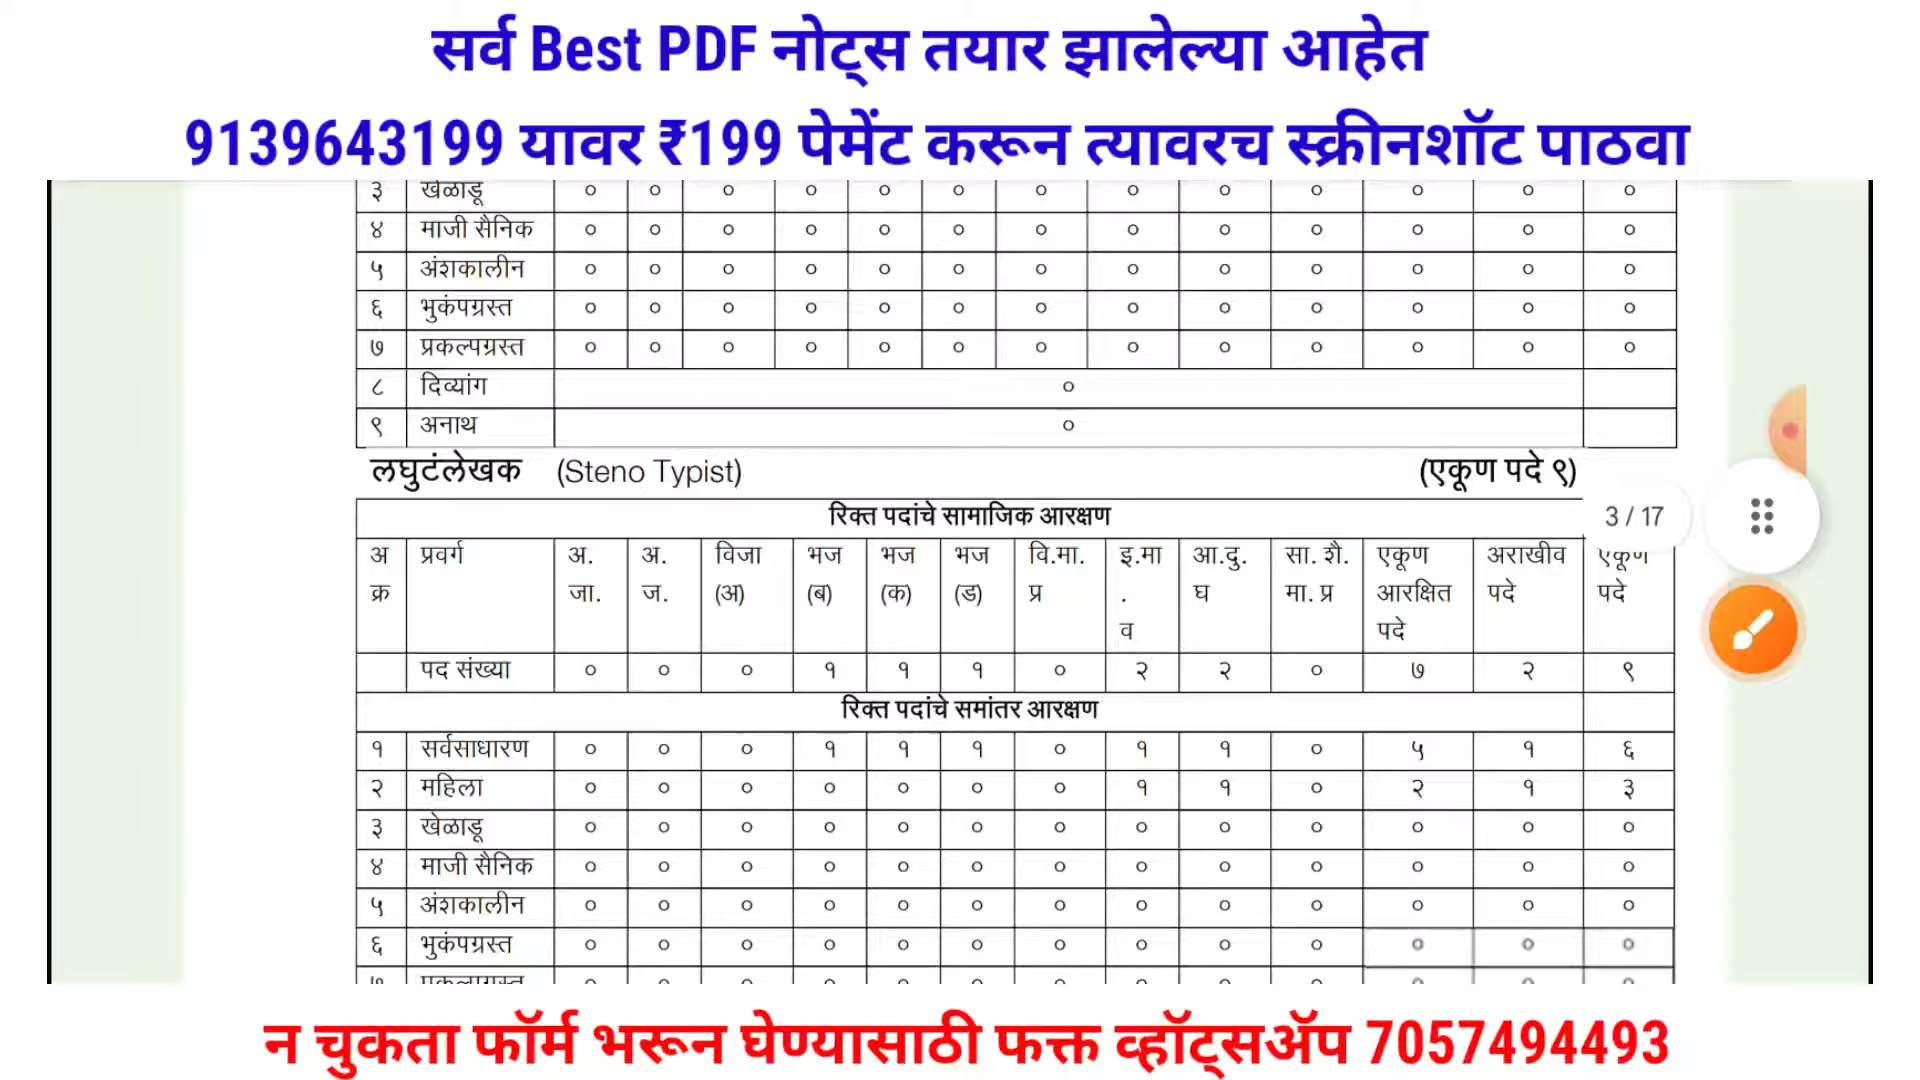 सर्व Best PDF नोट्स तयार झालेल्या आहेत
9139643199 यावर ₹199 पेमेंट करून त्यावरच स्क्रीनशॉट पाठवा
३ खेळाडू ० ० ० ० ० ० ० ० ० ० ० ० ०
४ माजी सैनिक ० ० ० ० ० ० ० ० ० ० ० ० ०
५ अंशकालीन ० ० ० ० ० ० ० ० ० ० ० ० ०
६ भुकंपग्रस्त ० ० ० ० ० ० ० ० ० ० ० ० ०
७ प्रकल्पग्रस्त ० ० ० ० ० ० ० ० ० ० ० ० ०
८ दिव्यांग ०
९ अनाथ ०
लघुटंलेखक (Steno Typist) (एकूण पदे ९)
रिक्त पदांचे सामाजिक आरक्षण
3 / 17
अ प्रवर्ग अ. अ. विजा भज भज भज वि.मा. इ.मा आ.दु. सा. शै. एकूण अराखीव एकूण
क्र जा. ज. (अ) (ब) (क) (ड) प्र . घ मा. प्र आरक्षित पदे पदे
व पदे
पद संख्या ० ० ० १ १ १ ० २ २ ० ७ २ ९
रिक्त पदांचे समांतर आरक्षण
१ सर्वसाधारण ० ० ० १ १ १ ० १ १ ० ५ १ ६
२ महिला ० ० ० ० ० ० ० १ १ ० २ १ ३
३ खेळाडू ० ० ० ० ० ० ० ० ० ० ० ० ०
४ माजी सैनिक ० ० ० ० ० ० ० ० ० ० ० ० ०
५ अंशकालीन ० ० ० ० ० ० ० ० ० ० ० ० ०
६ भुकंपग्रस्त ० ० ० ० ० ० ० ० ० ० ० ० ०
न चुकता फॉर्म भरून घेण्यासाठी फक्त व्हॉट्सॲप 7057494493